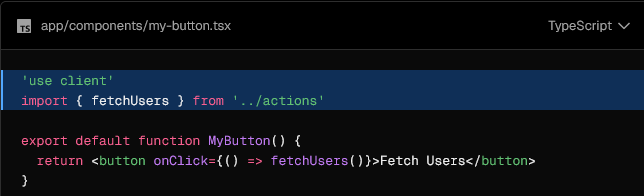 TS app/components/my-button.tsx TypeScript
'use client'
import { fetchUsers } from '../actions'
export default function MyButton() {
  return <button onClick={() => fetchUsers()}>Fetch Users</button>
}